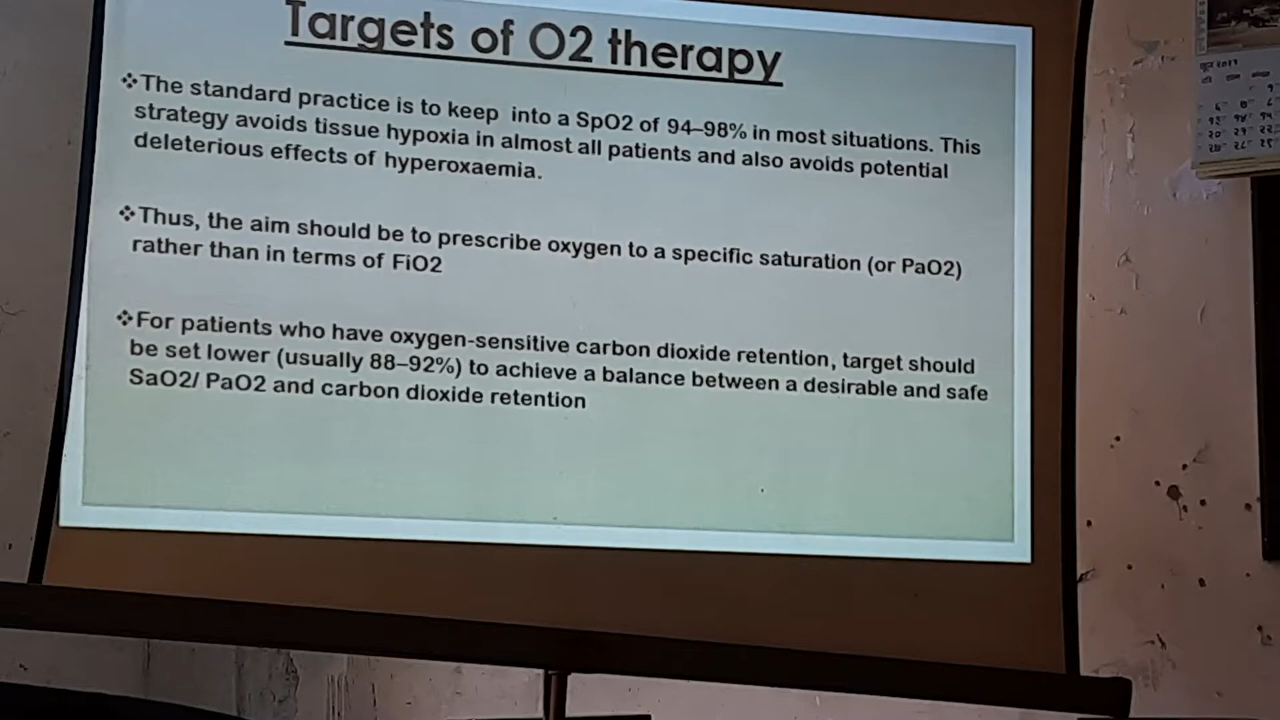 Targets of O2 therapy
❖The standard practice is to keep into a SpO2 of 94–98% in most situations. This
strategy avoids tissue hypoxia in almost all patients and also avoids potential
deleterious effects of hyperoxaemia.
❖Thus, the aim should be to prescribe oxygen to a specific saturation (or PaO2)
rather than in terms of FiO2
❖For patients who have oxygen-sensitive carbon dioxide retention, target should
be set lower (usually 88–92%) to achieve a balance between a desirable and safe
SaO2/ PaO2 and carbon dioxide retention